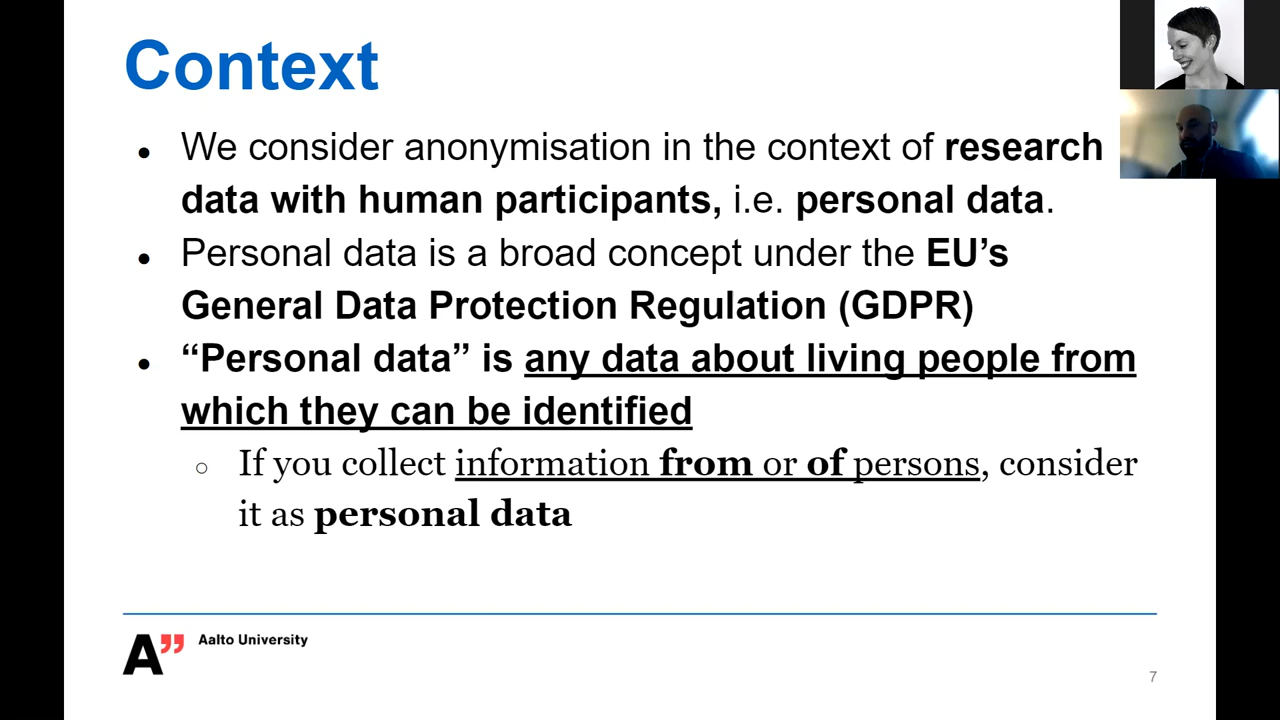 Context
● We consider anonymisation in the context of research
data with human participants, i.e. personal data.
● Personal data is a broad concept under the EU’s
General Data Protection Regulation (GDPR)
● “Personal data” is any data about living people from
which they can be identified
○ If you collect information from or of persons, consider
it as personal data
A”
Aalto University
7